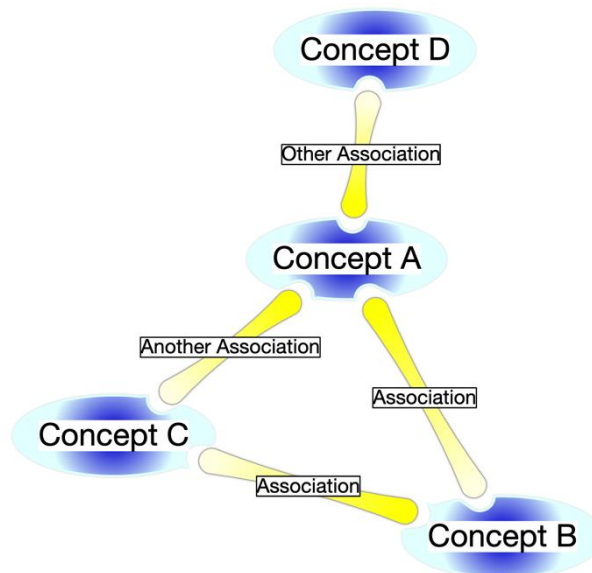 Concept D
Other Association
Concept A
Another Association
Association
Concept C
Association
Concept B